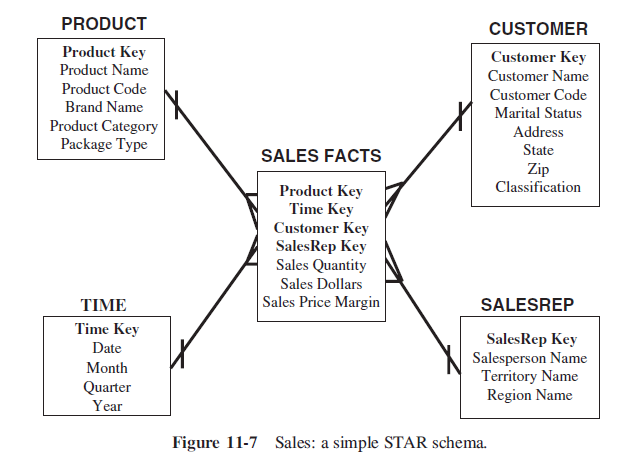 PRODUCT
Product Key
Product Name
Product Code
Brand Name
Product Category
Package Type
CUSTOMER
Customer Key
Customer Name
Customer Code
Marital Status
Address
State
Zip
Classification
SALES FACTS
Product Key
Time Key
Customer Key
SalesRep Key
Sales Quantity
Sales Dollars
Sales Price Margin
TIME
Time Key
Date
Month
Quarter
Year
SALESREP
SalesRep Key
Salesperson Name
Territory Name
Region Name
Figure 11-7 Sales: a simple STAR schema.